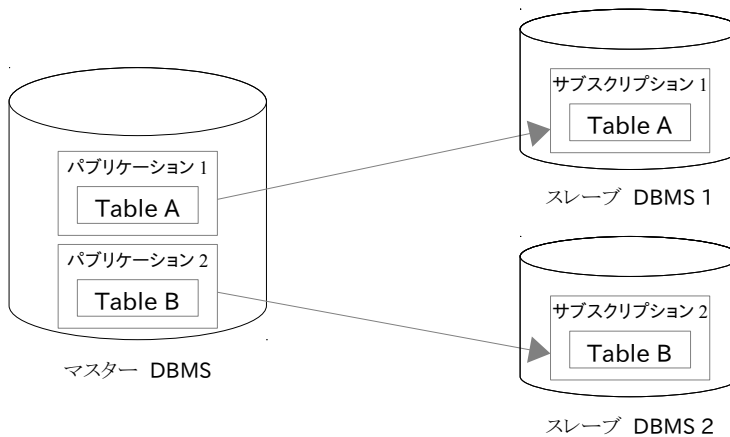 パブリケーション 1
Table A
パブリケーション 2
Table B
マスター DBMS
サブスクリプション 1
Table A
スレーブ DBMS 1
サブスクリプション 2
Table B
スレーブ DBMS 2